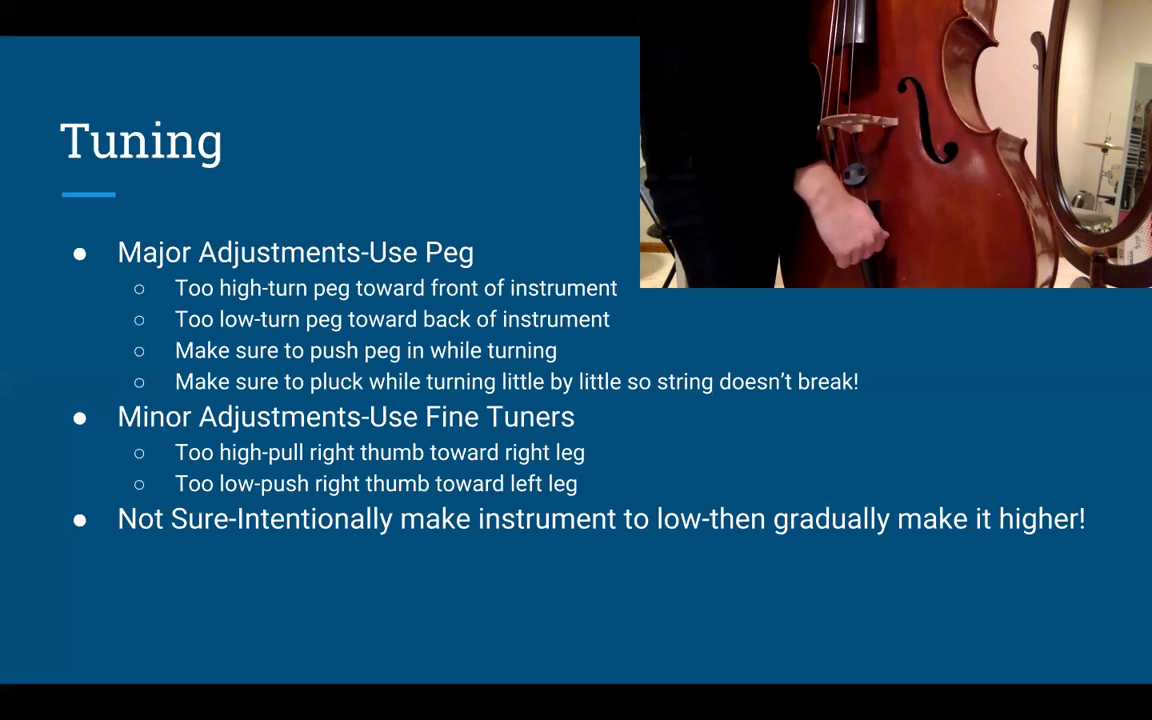 Tuning
● Major Adjustments-Use Peg
○ Too high-turn peg toward front of instrument
○ Too low-turn peg toward back of instrument
○ Make sure to push peg in while turning
○ Make sure to pluck while turning little by little so string doesn’t break!
● Minor Adjustments-Use Fine Tuners
○ Too high-pull right thumb toward right leg
○ Too low-push right thumb toward left leg
● Not Sure-Intentionally make instrument to low-then gradually make it higher!